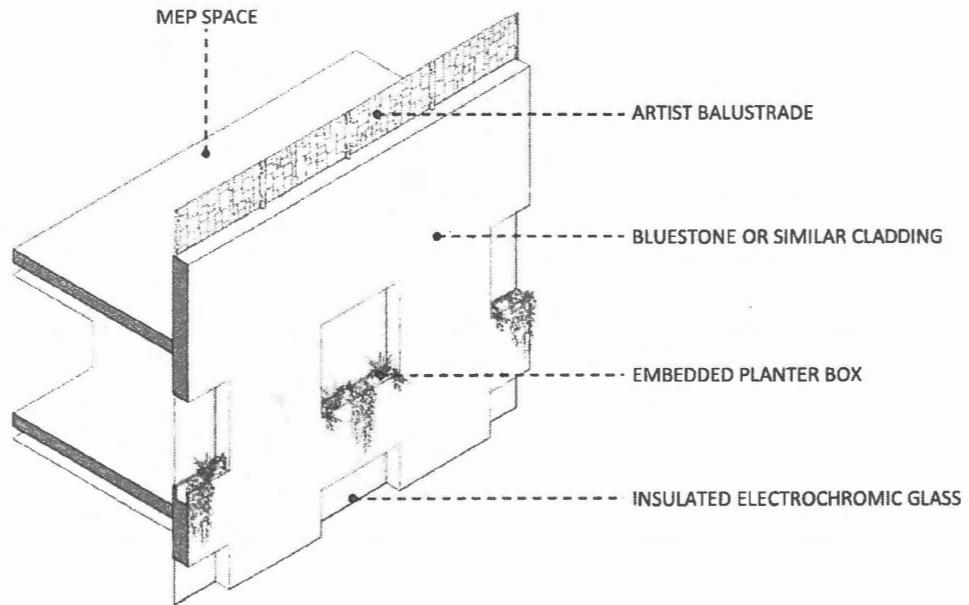 MEP SPACE
ARTIST BALUSTRADE
BLUESTONE OR SIMILAR CLADDING
EMBEDDED PLANTER BOX
INSULATED ELECTROCHROMIC GLASS